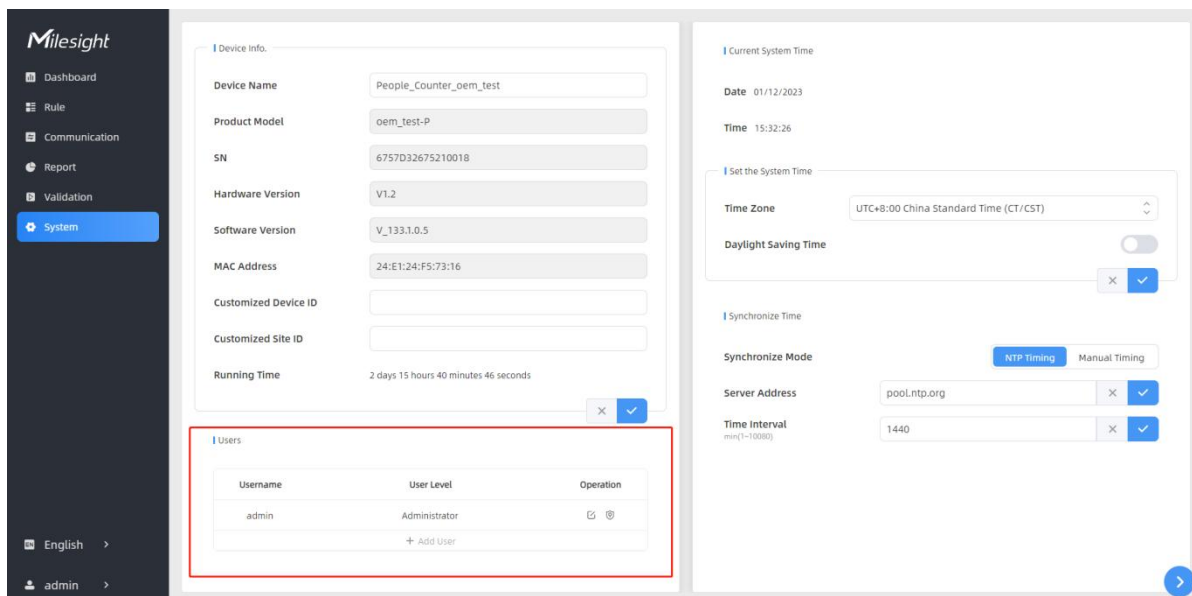 Milesight
Dashboard
Rule
Communication
Report
Validation
System
EN English >
admin >
Device Info.
Device Name People_Counter_oem_test
Product Model oem_test-P
SN 6757D32675210018
Hardware Version V1.2
Software Version V_133.1.0.5
MAC Address 24:E1:24:F5:73:16
Customized Device ID
Customized Site ID
Running Time 2 days 15 hours 40 minutes 46 seconds
Users
Username User Level Operation
admin Administrator
+ Add User
Current System Time
Date 01/12/2023
Time 15:32:26
Set the System Time
Time Zone UTC+8:00 China Standard Time (CT/CST)
Daylight Saving Time
Synchronize Time
Synchronize Mode NTP Timing Manual Timing
Server Address pool.ntp.org
Time Interval 1440
min(1~10080)